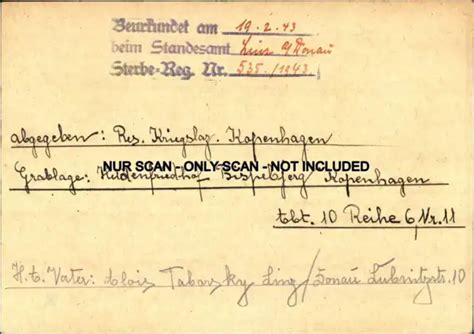 Beurkundet am 19.2.43
beim Standesamt Linz a/Donau
Sterbe-Reg. Nr. 535/1943
abgegeben: Res. Kriegslaz. Kopenhagen
NUR SCAN - ONLY SCAN - NOT INCLUDED
Grablage: Heldenfriedhof Bispebjerg Kopenhagen
Abt. 10 Reihe 6, Nr. 11
H.t. Vater: Alois Tabarsky Linz/Donau 10